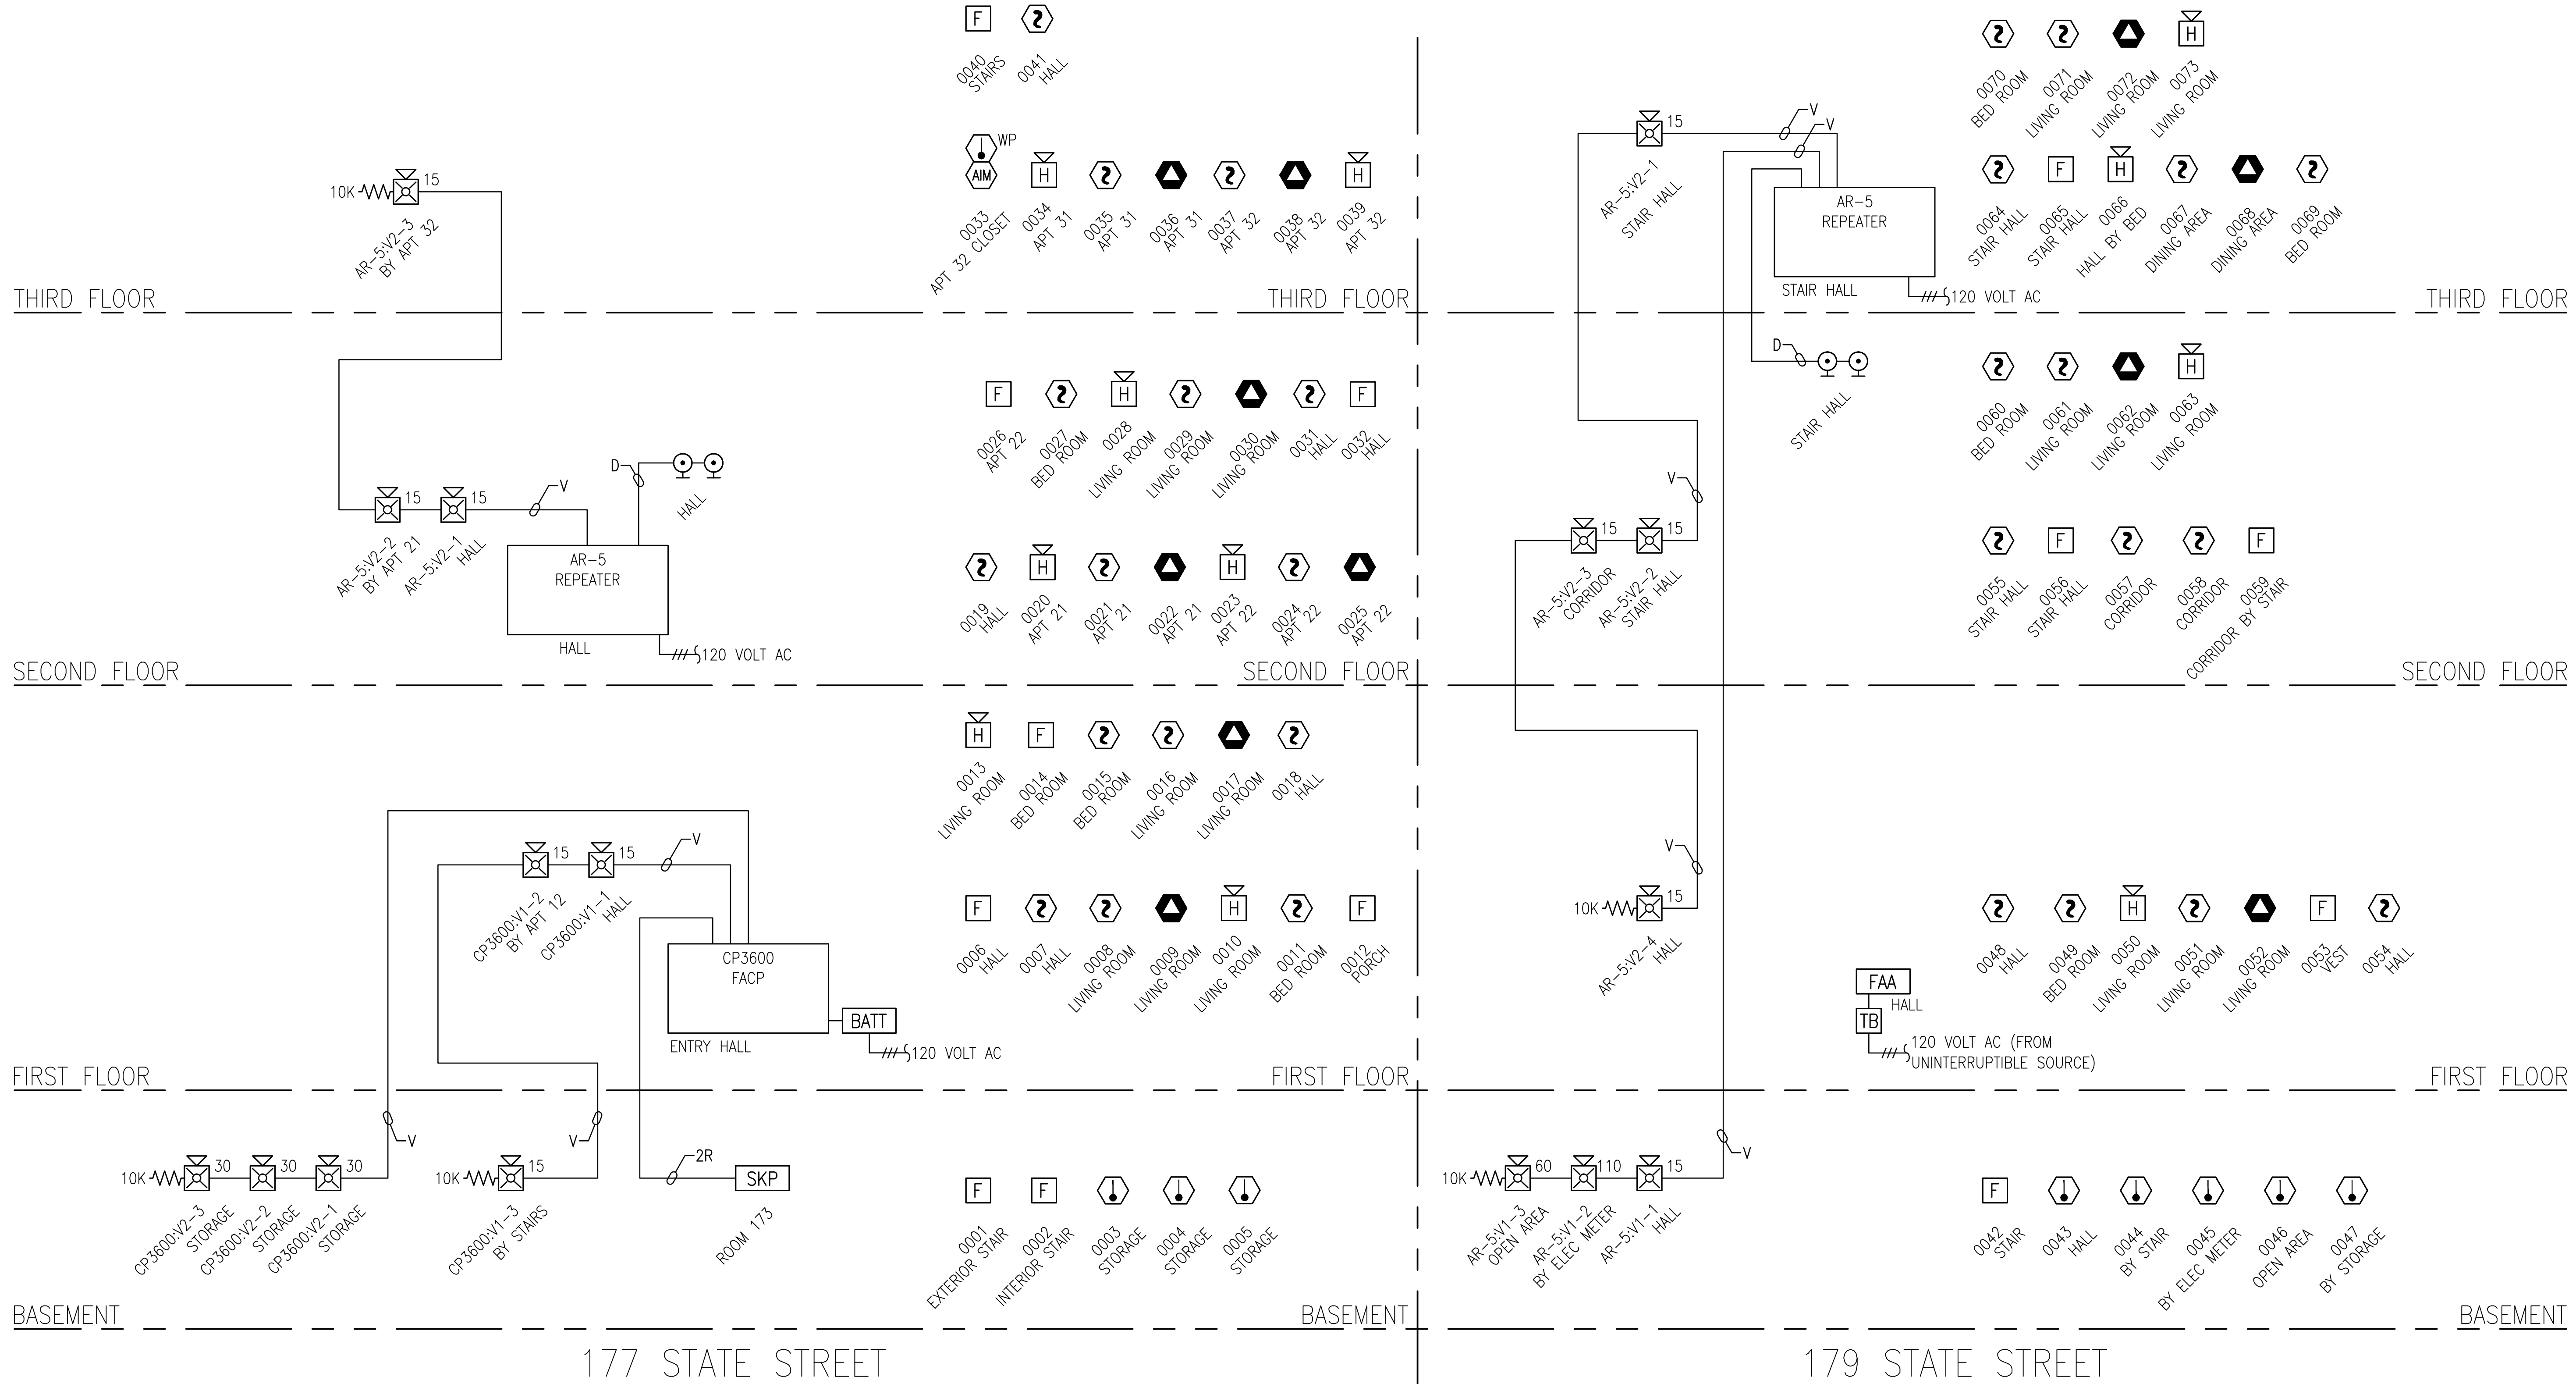 F
0040
STAIRS
0041
HALL
WP
AIM
0033
APT 32 CLOSET
H
0034
APT 31
0035
APT 31
0036
APT 31
0037
APT 32
0038
APT 32
H
0039
APT 32
10K
15
AR-5:V2-3
BY APT 32
THIRD FLOOR
THIRD FLOOR
F
0026
APT 22
0027
BED ROOM
H
0028
LIVING ROOM
0029
LIVING ROOM
0030
LIVING ROOM
0031
HALL
F
0032
HALL
D
HALL
V
15
15
AR-5:V2-2
BY APT 21
AR-5:V2-1
HALL
AR-5
REPEATER
HALL
120 VOLT AC
0019
HALL
H
0020
APT 21
0021
APT 21
0022
APT 21
H
0023
APT 22
0024
APT 22
0025
APT 22
SECOND FLOOR
SECOND FLOOR
H
0013
LIVING ROOM
F
0014
BED ROOM
0015
BED ROOM
0016
LIVING ROOM
0017
LIVING ROOM
0018
HALL
15
15
V
CP3600:V1-2
BY APT 12
CP3600:V1-1
HALL
CP3600
FACP
ENTRY HALL
BATT
120 VOLT AC
F
0006
HALL
0007
HALL
0008
LIVING ROOM
0009
LIVING ROOM
H
0010
LIVING ROOM
0011
BED ROOM
F
0012
PORCH
FIRST FLOOR
FIRST FLOOR
V
V
10K
30
30
30
CP3600:V2-3
STORAGE
CP3600:V2-2
STORAGE
CP3600:V2-1
STORAGE
10K
15
CP3600:V1-3
BY STAIRS
2R
SKP
ROOM 173
F
0001
EXTERIOR STAIR
F
0002
INTERIOR STAIR
0003
STORAGE
0004
STORAGE
0005
STORAGE
BASEMENT
BASEMENT
177 STATE STREET
0070
BED ROOM
0071
LIVING ROOM
0072
LIVING ROOM
H
0073
LIVING ROOM
15
V
V
AR-5:V2-1
STAIR HALL
AR-5
REPEATER
STAIR HALL
120 VOLT AC
0064
STAIR HALL
F
0065
STAIR HALL
H
0066
HALL BY BED
0067
DINING AREA
0068
DINING AREA
0069
BED ROOM
THIRD FLOOR
D
STAIR HALL
0060
BED ROOM
0061
LIVING ROOM
0062
LIVING ROOM
H
0063
LIVING ROOM
V
15
15
AR-5:V2-3
CORRIDOR
AR-5:V2-2
STAIR HALL
0055
STAIR HALL
F
0056
STAIR HALL
0057
CORRIDOR
0058
CORRIDOR
F
0059
CORRIDOR BY STAIR
SECOND FLOOR
V
10K
15
AR-5:V2-4
HALL
FAA
HALL
TB
120 VOLT AC (FROM
UNINTERRUPTIBLE SOURCE)
0048
HALL
0049
BED ROOM
H
0050
LIVING ROOM
0051
LIVING ROOM
0052
LIVING ROOM
F
0053
VEST
0054
HALL
FIRST FLOOR
V
10K
60
110
15
AR-5:V1-3
OPEN AREA
AR-5:V1-2
BY ELEC METER
AR-5:V1-1
HALL
F
0042
STAIR
0043
HALL
0044
BY STAIR
0045
BY ELEC METER
0046
OPEN AREA
0047
BY STORAGE
BASEMENT
179 STATE STREET